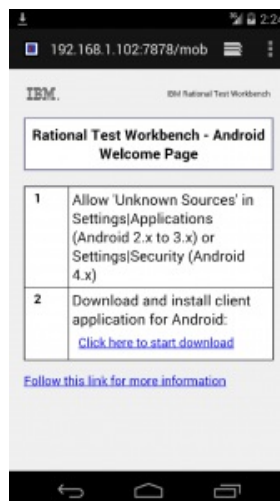 2:24
192.168.1.102:7878/mob
IBM.
IBM Rational Test Workbench
Rational Test Workbench - Android
Welcome Page
1
Allow 'Unknown Sources' in
Settings|Applications
(Android 2.x to 3.x) or
Settings|Security (Android
4.x)
2
Download and install client
application for Android:
Click here to start download
Follow this link for more information